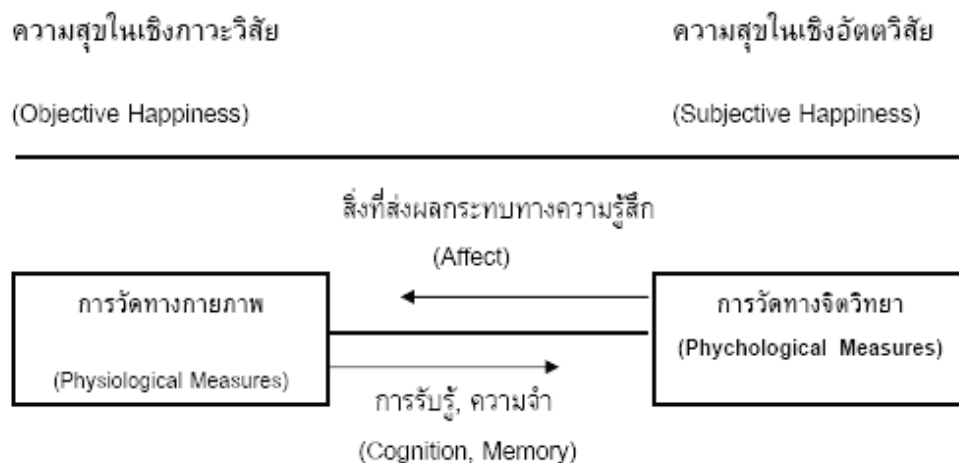 ความสุขในเชิงภาวะวิสัย
ความสุขในเชิงอัตตวิสัย
(Objective Happiness)
(Subjective Happiness)
สิ่งที่ส่งผลกระทบทางความรู้สึก
(Affect)
การวัดทางกายภาพ
(Physiological Measures)
การวัดทางจิตวิทยา
(Phychological Measures)
การรับรู้, ความจำ
(Cognition, Memory)